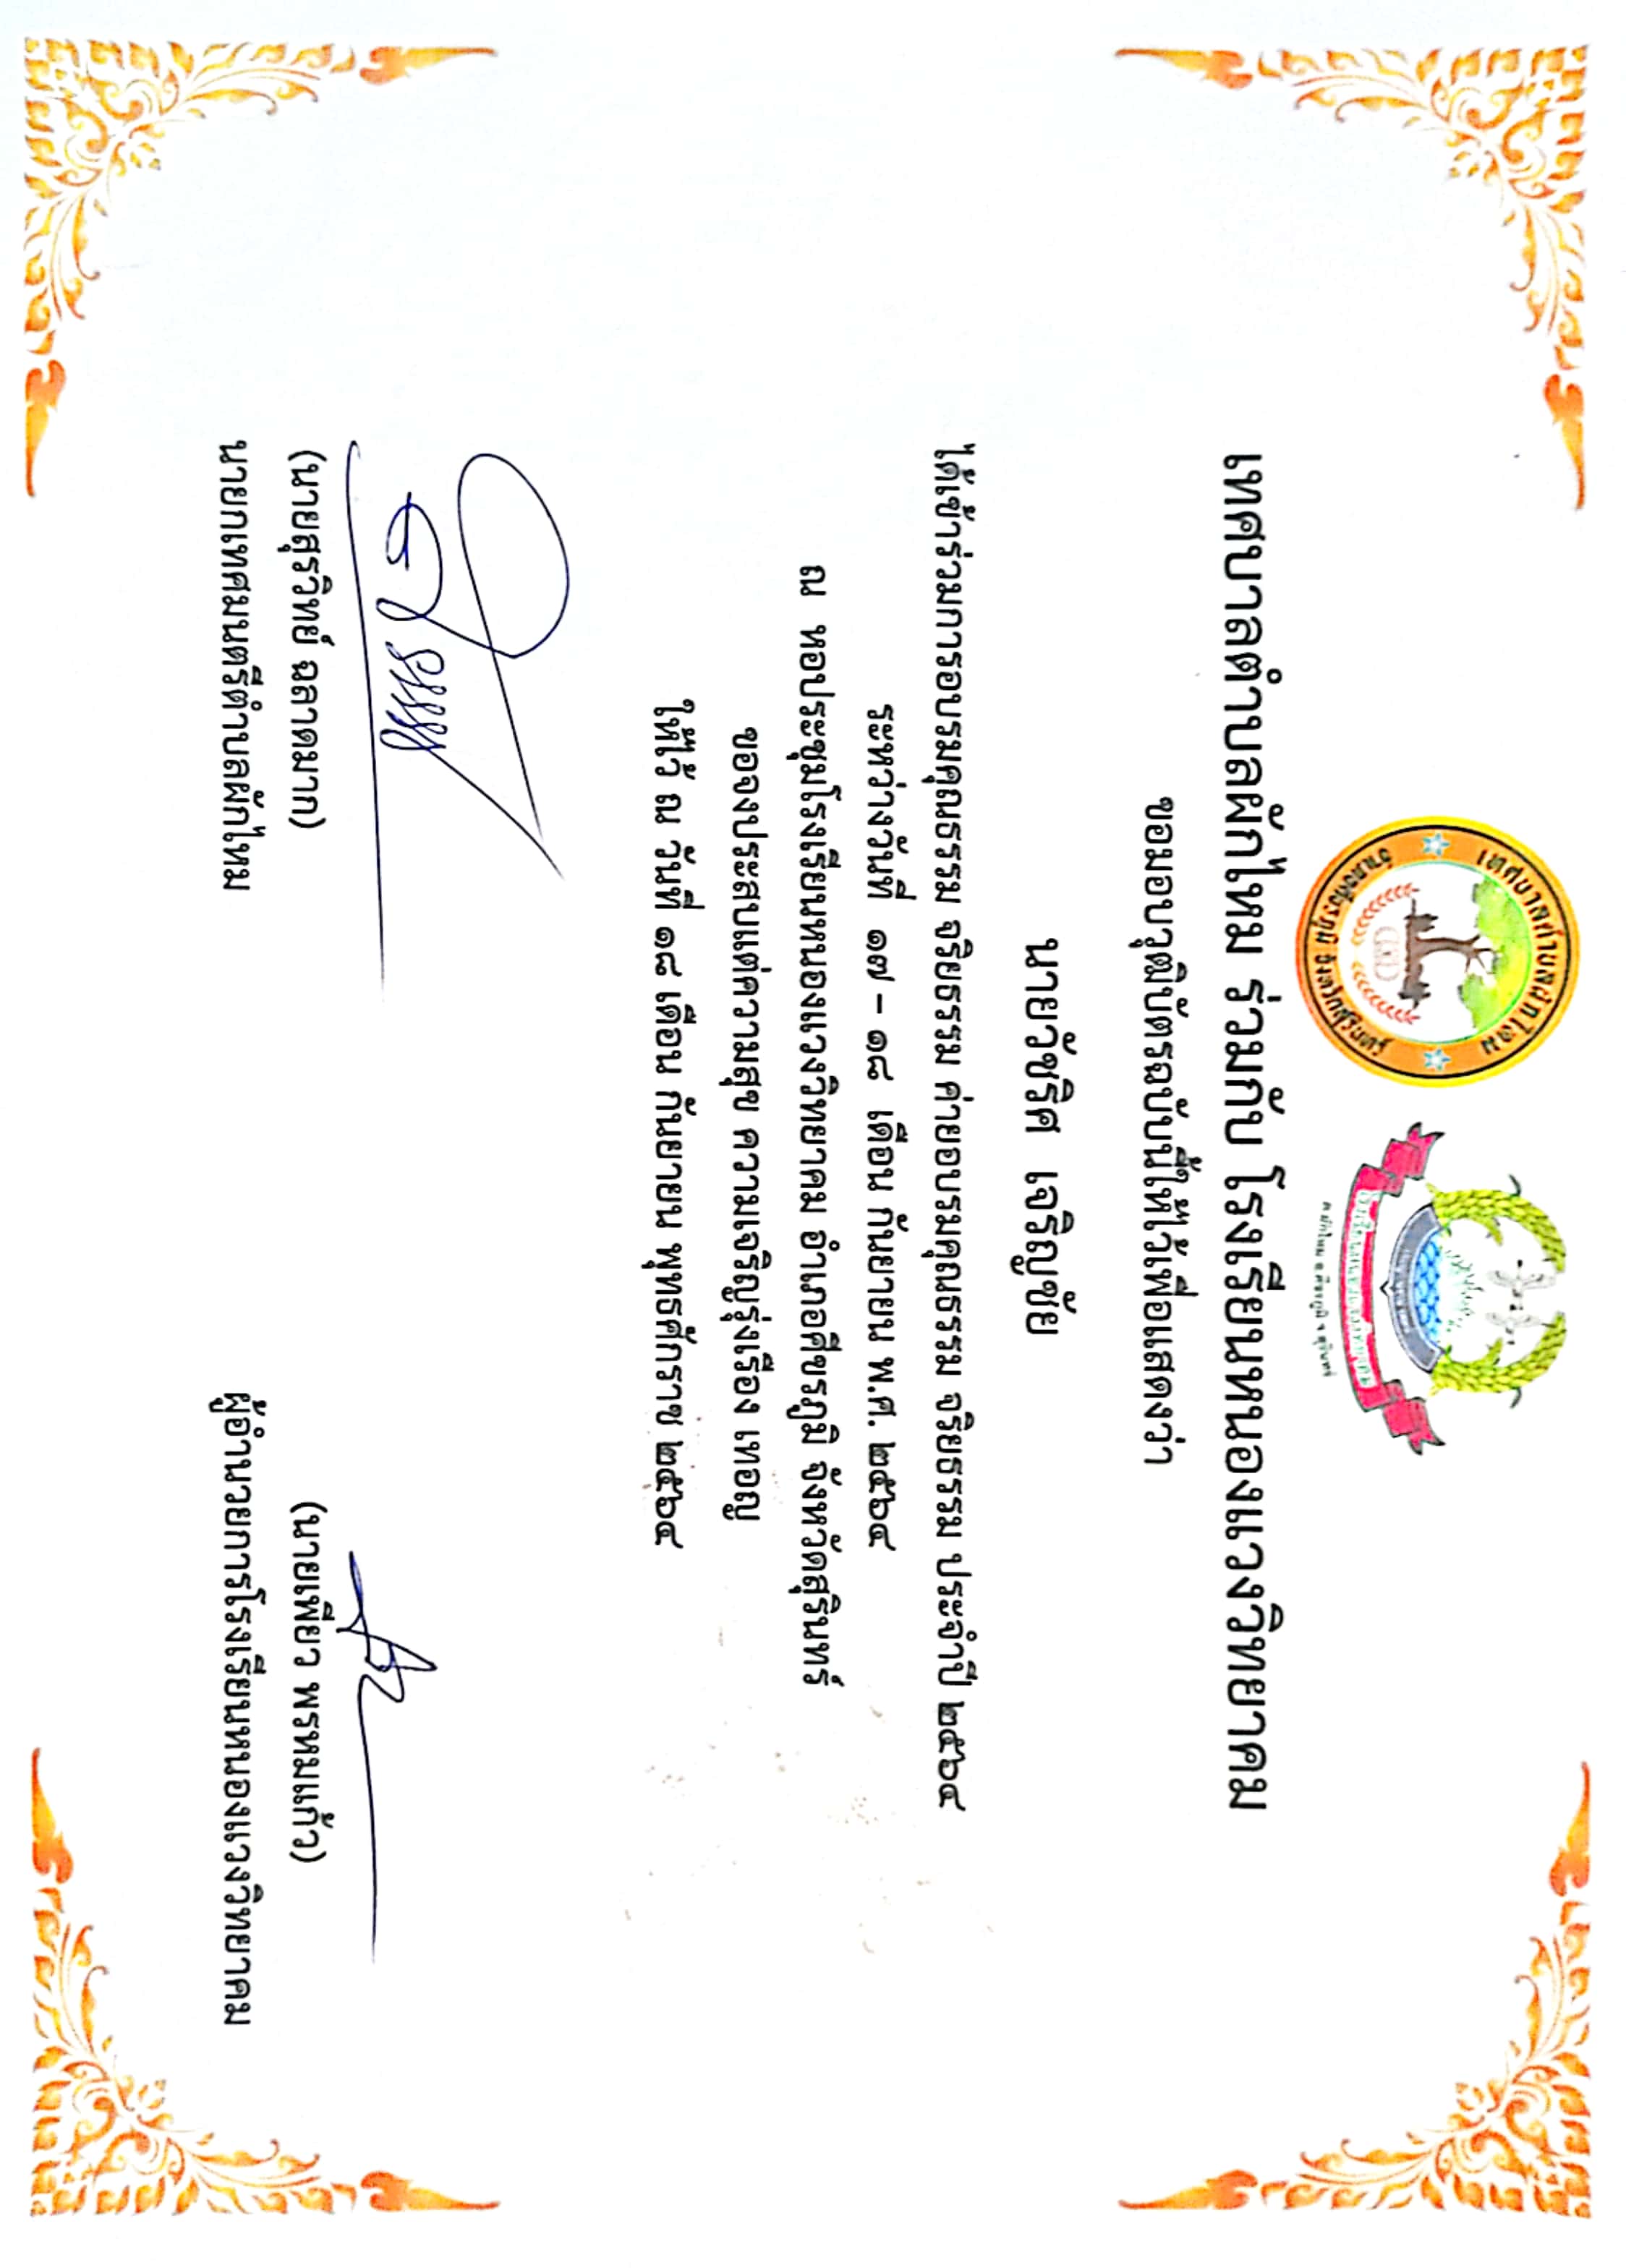 เทศบาลตำบลผักไหม
อำเภอศีขรภูมิ จังหวัดสุรินทร์
โรงเรียนหนองแวงวิทยาคม
ต.ผักไหม อ.ศีขรภูมิ จ.สุรินทร์
เทศบาลตำบลผักไหม ร่วมกับ โรงเรียนหนองแวงวิทยาคม
ขอมอบวุฒิบัตรฉบับนี้ให้ไว้เพื่อแสดงว่า
นายวัชริศ เจริญชัย
ได้เข้าร่วมการอบรมคุณธรรม จริยธรรม ค่ายอบรมคุณธรรม จริยธรรม ประจำปี ๒๕๖๔
ระหว่างวันที่ ๑๗ – ๑๘ เดือน กันยายน พ.ศ. ๒๕๖๔
ณ หอประชุมโรงเรียนหนองแวงวิทยาคม อำเภอศีขรภูมิ จังหวัดสุรินทร์
ขอจงประสบแต่ความสุข ความเจริญรุ่งเรือง เทอญ
ให้ไว้ ณ วันที่ ๑๘ เดือน กันยายน พุทธศักราช ๒๕๖๔
(นายสุรวิทย์ ฉลาดมาก)
นายกเทศมนตรีตำบลผักไหม
(นายเพียว พรหมแก้ว)
ผู้อำนวยการโรงเรียนหนองแวงวิทยาคม